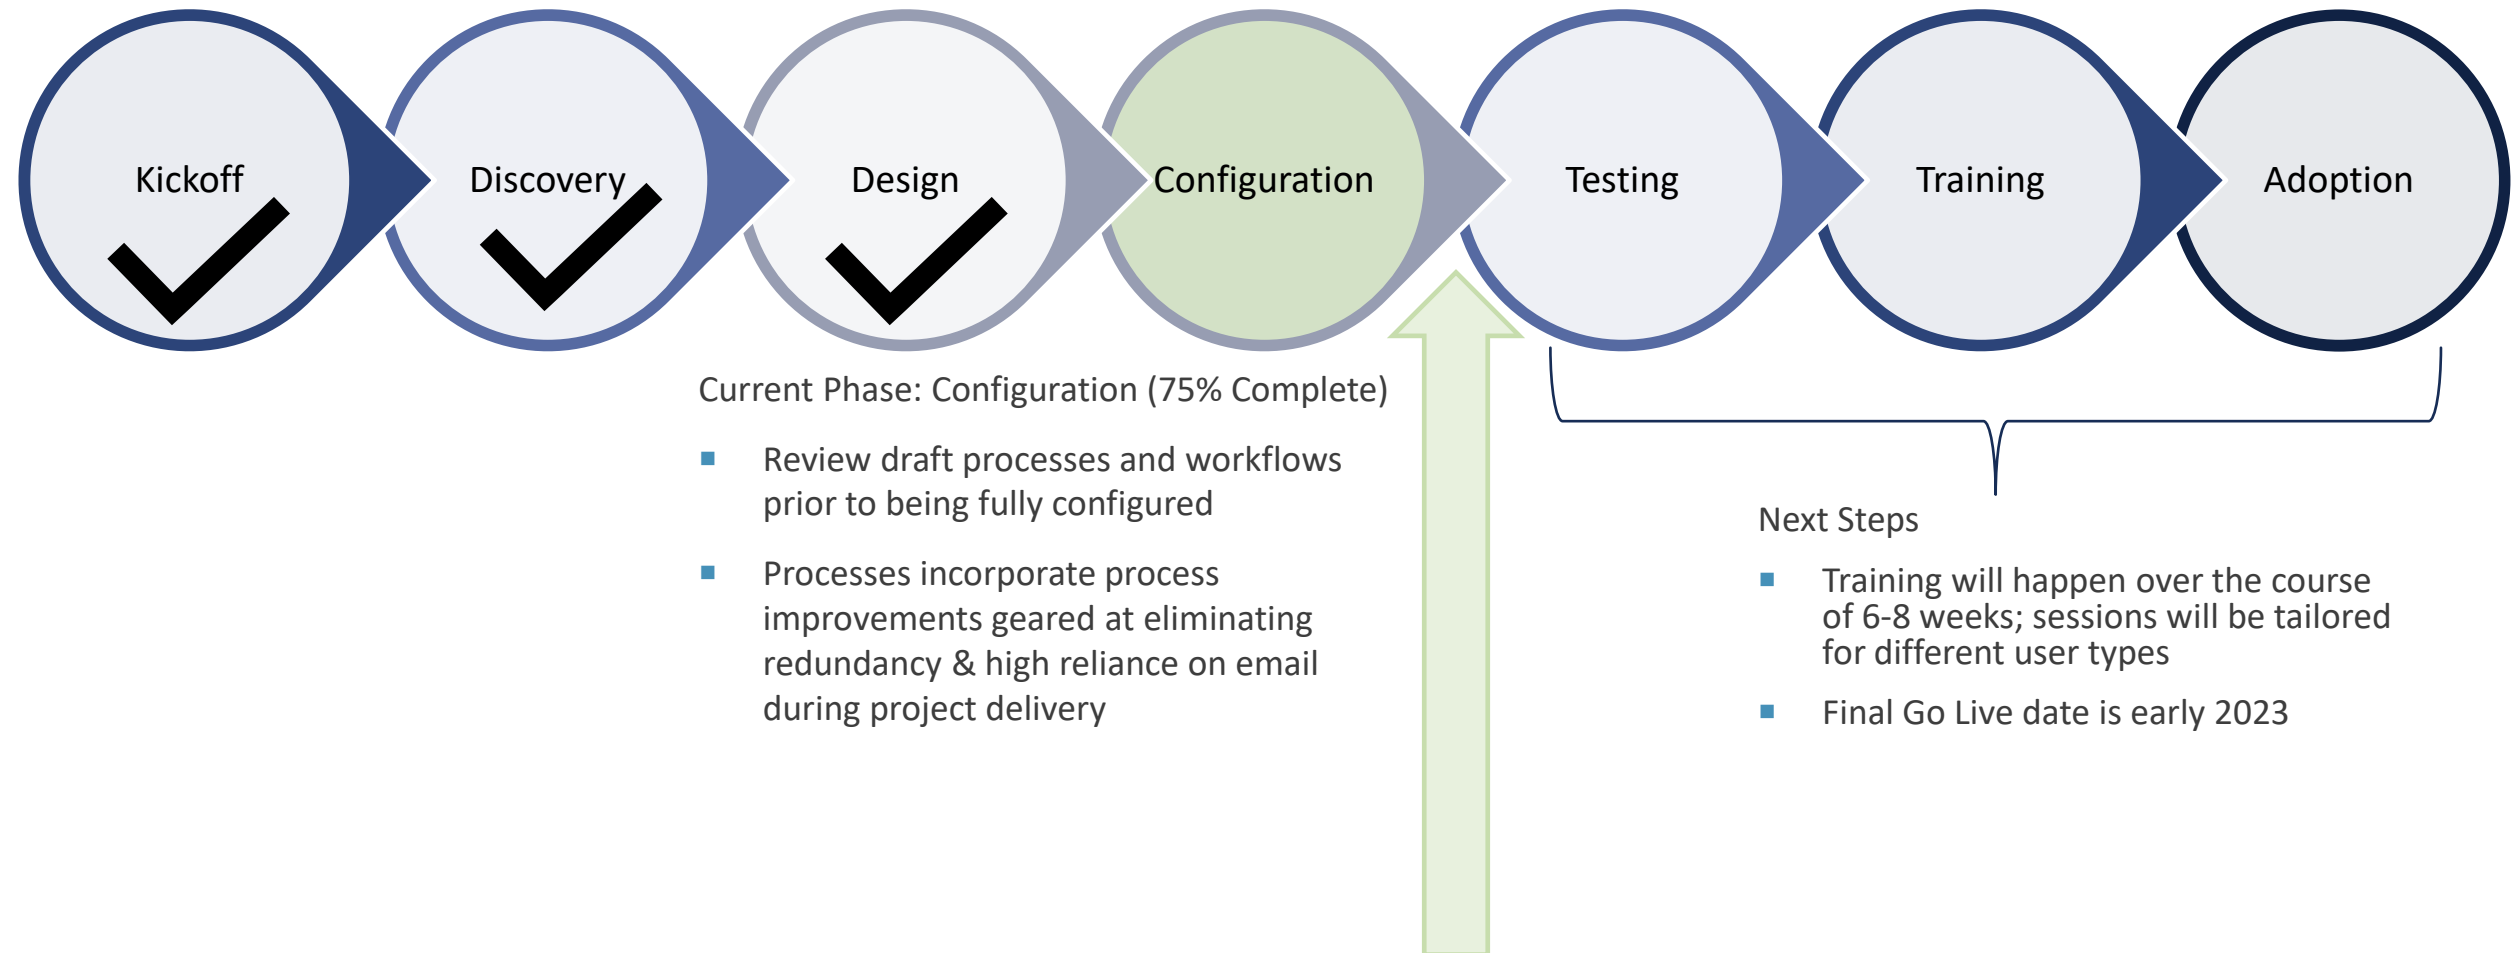 Kickoff
Discovery
Design
Configuration
Testing
Training
Adoption
Current Phase: Configuration (75% Complete)
Review draft processes and workflows
prior to being fully configured
Processes incorporate process
improvements geared at eliminating
redundancy & high reliance on email
during project delivery
Next Steps
Training will happen over the course
of 6-8 weeks; sessions will be tailored
for different user types
Final Go Live date is early 2023